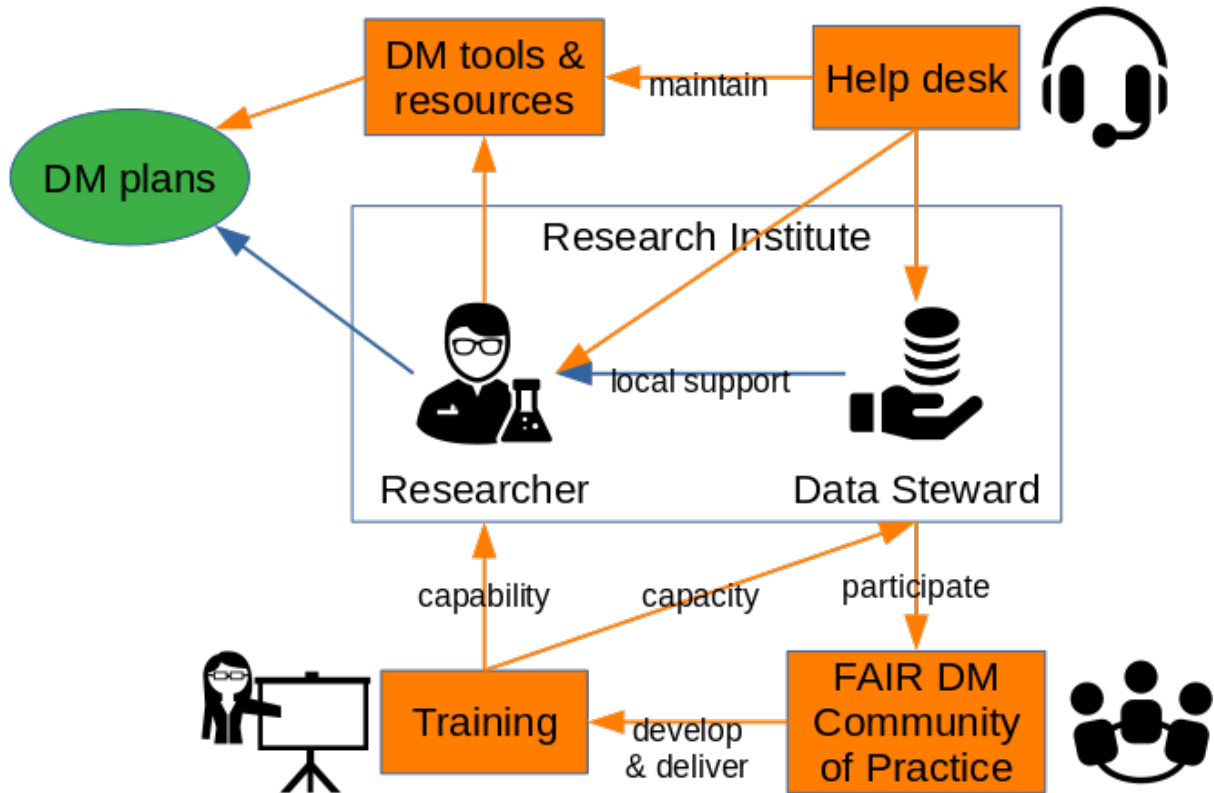 DM tools &
resources
maintain
Help desk
DM plans
Research Institute
local support
Researcher
Data Steward
capability
capacity
participate
Training
develop
& deliver
FAIR DM
Community
of Practice